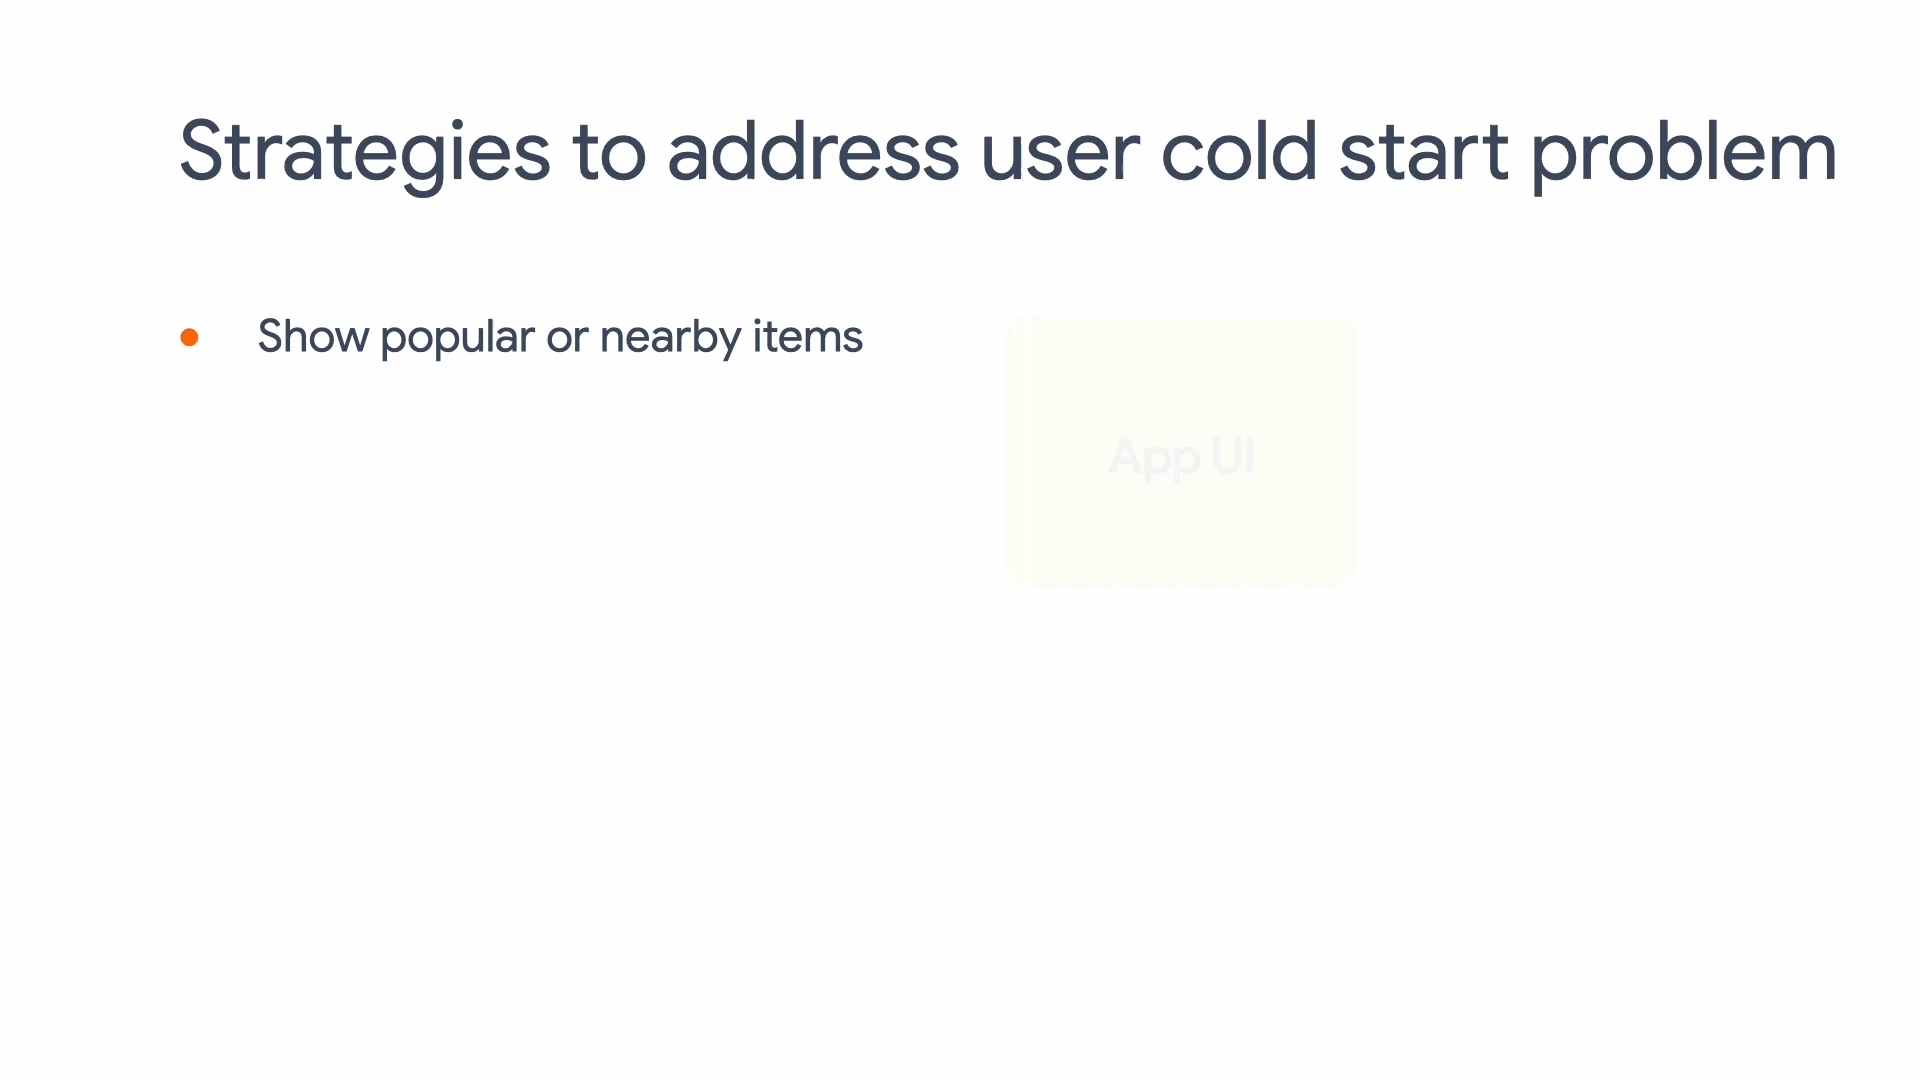 Strategies to address user cold start problem
Show popular or nearby items
App UI